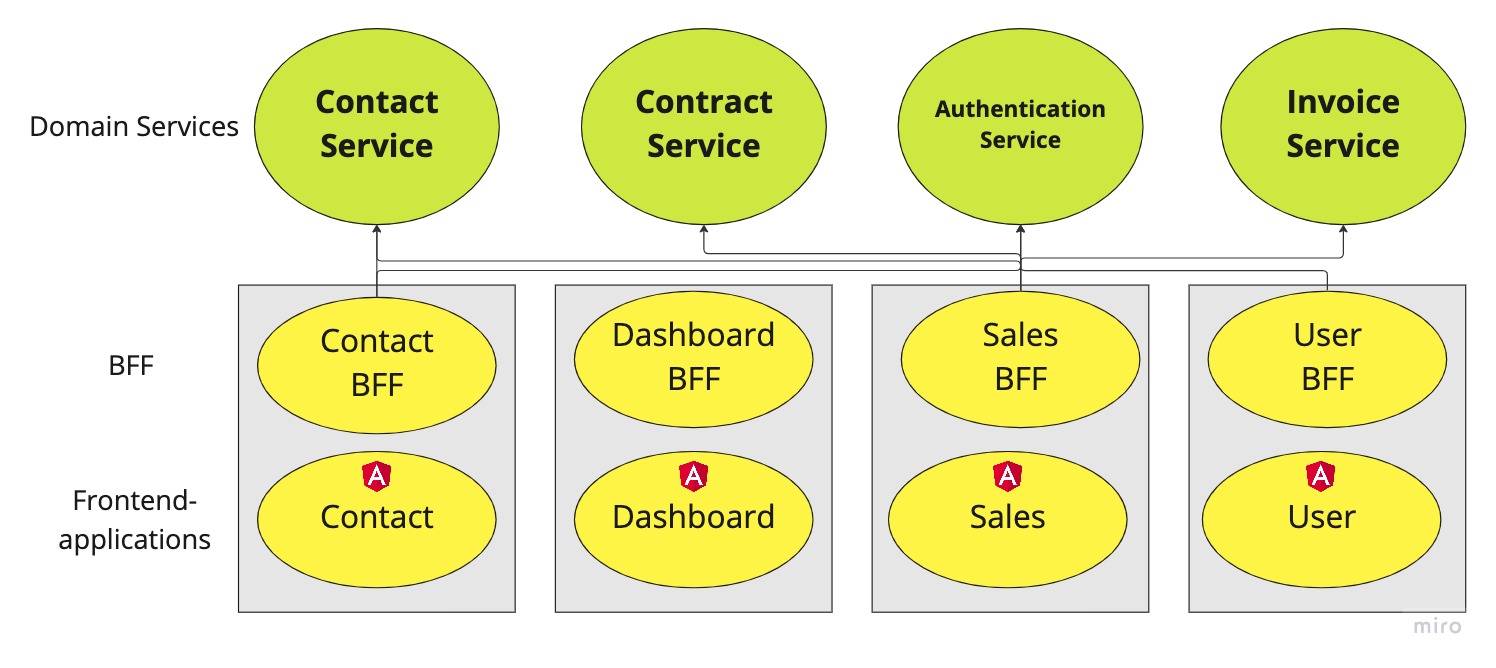 Domain Services
Contact
Service
Contract
Service
Authentication
Service
Invoice
Service
BFF
Contact
BFF
Dashboard
BFF
Sales
BFF
User
BFF
Frontend-
applications
A
Contact
A
Dashboard
A
Sales
A
User
miro